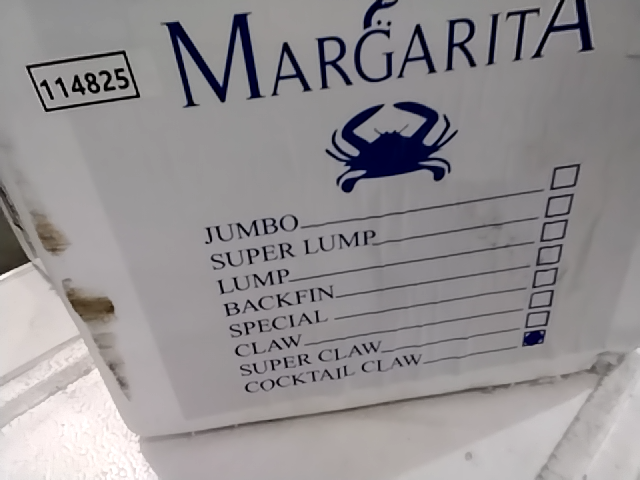 MARGARITA
114825
JUMBO
SUPER LUMP
LUMP
BACKFIN
SPECIAL
CLAW
SUPER CLAW
COCKTAIL CLAW